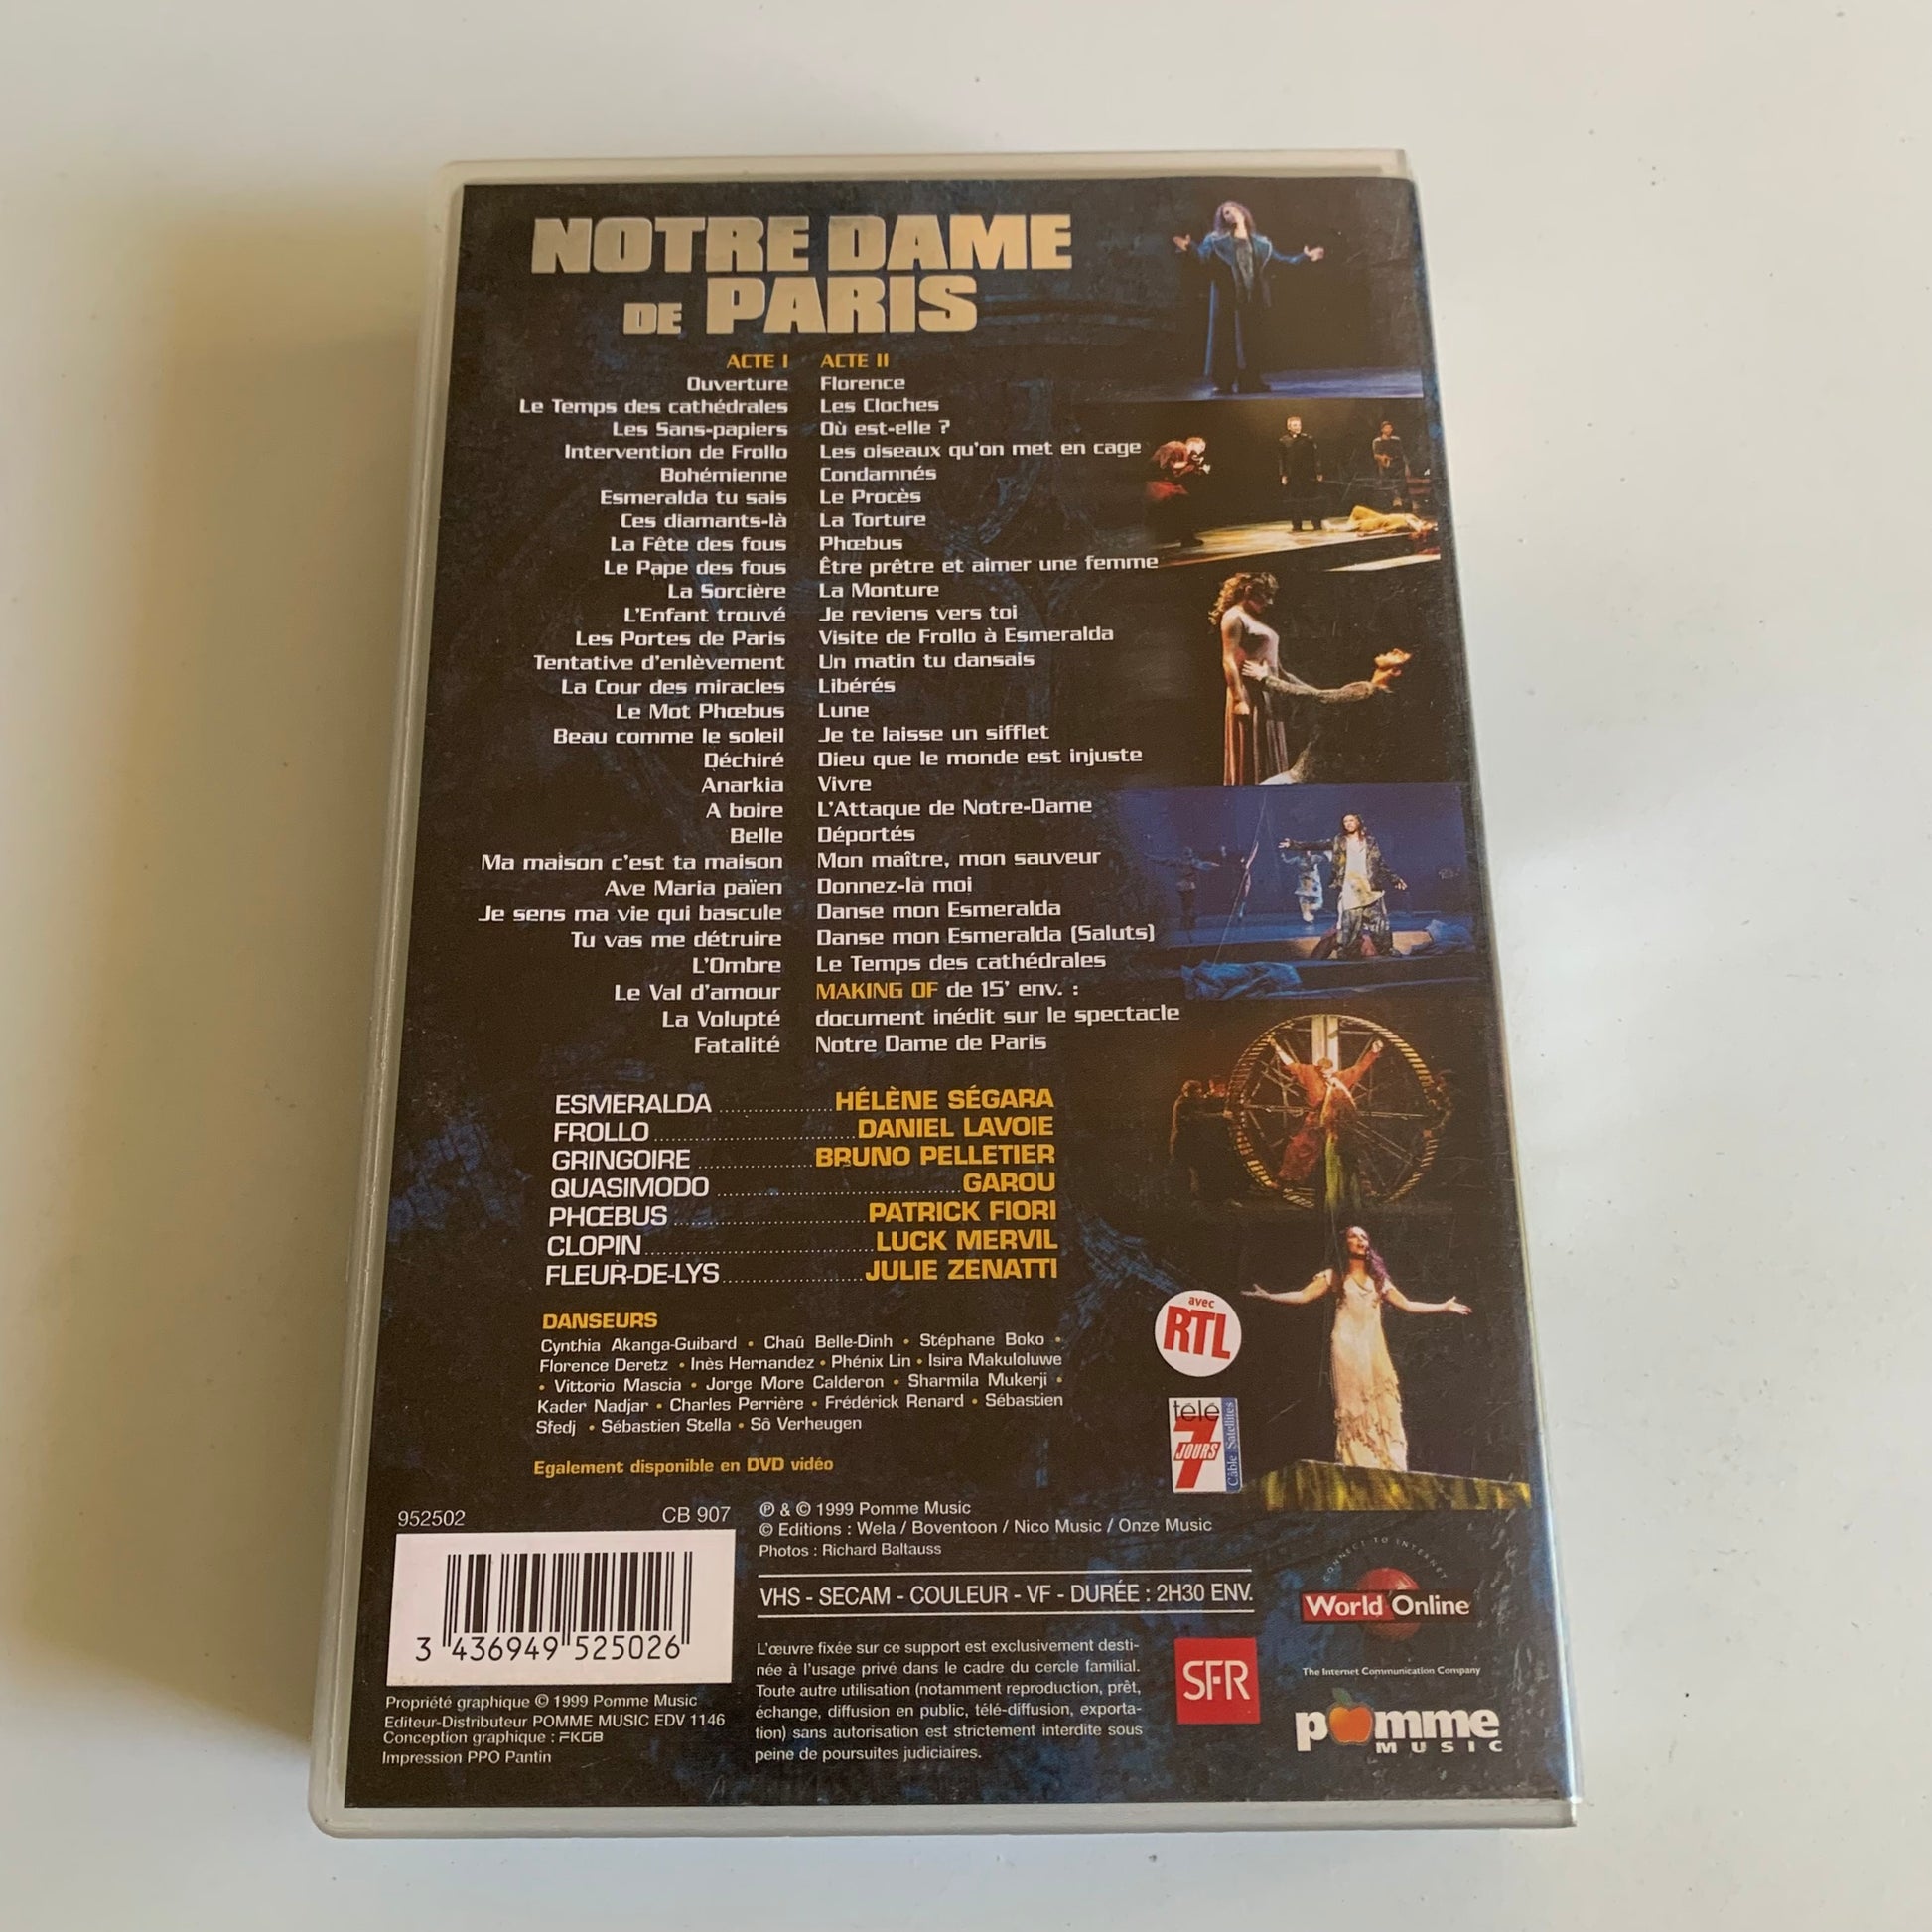 NOTRE DAME
DE PARIS
ACTE I
Ouverture
Le Temps des cathédrales
Les Sans-papiers
Intervention de Frollo
Bohémienne
Esmeralda tu sais
Ces diamants-là
La Fête des fous
Le Pape des fous
La Sorcière
L'Enfant trouvé
Les Portes de Paris
Tentative d'enlèvement
La Cour des miracles
Le Mot Phœbus
Beau comme le soleil
Déchiré
Anarkia
A boire
Belle
Ma maison c'est ta maison
Ave Maria païen
Je sens ma vie qui bascule
Tu vas me détruire
L'Ombre
Le Val d'amour
La Volupté
Fatalité
ACTE II
Florence
Les Cloches
Où est-elle ?
Les oiseaux qu'on met en cage
Condamnés
Le Procès
La Torture
Phœbus
Être prêtre et aimer une femme
La Monture
Je reviens vers toi
Visite de Frollo à Esmeralda
Un matin tu dansais
Libérés
Lune
Je te laisse un sifflet
Dieu que le monde est injuste
Vivre
L'Attaque de Notre-Dame
Déportés
Mon maître, mon sauveur
Donnez-la moi
Danse mon Esmeralda
Danse mon Esmeralda (Saluts)
Le Temps des cathédrales
MAKING OF de 15' env. :
document inédit sur le spectacle
Notre Dame de Paris
ESMERALDA ........ HÉLÈNE SÉGARA
FROLLO ........ DANIEL LAVOIE
GRINGOIRE ........ BRUNO PELLETIER
QUASIMODO ........ GAROU
PHŒBUS ........ PATRICK FIORI
CLOPIN ........ LUCK MERVIL
FLEUR-DE-LYS ........ JULIE ZENATTI
DANSEURS
Cynthia Akanga-Guibard • Chaû Belle-Dinh • Stéphane Boko •
Florence Deretz • Inès Hernandez • Phénix Lin • Isira Makuloluwe
• Vittorio Mascia • Jorge More Calderon • Sharmila Mukerji •
Kader Nadjar • Charles Perrière • Frédérick Renard • Sébastien
Sfedj • Sébastien Stella • Sô Verheugen
Egalement disponible en DVD vidéo
avec
RTL
télé
7
JOURS
Câble Satellites
952502 CB 907
3 436949 525026
Propriété graphique © 1999 Pomme Music
Editeur-Distributeur POMME MUSIC EDV 1146
Conception graphique : FKGB
Impression PPO Pantin
℗ & © 1999 Pomme Music
© Editions : Wela / Boventoon / Nico Music / Onze Music
Photos : Richard Baltauss
VHS - SECAM - COULEUR - VF - DURÉE : 2H30 ENV.
L'œuvre fixée sur ce support est exclusivement desti-
née à l'usage privé dans le cadre du cercle familial.
Toute autre utilisation (notamment reproduction, prêt,
échange, diffusion en public, télé-diffusion, exporta-
tion) sans autorisation est strictement interdite sous
peine de poursuites judiciaires.
SFR
CONNECT TO INTERNET
World Online
The Internet Communication Company
pomme
MUSIC